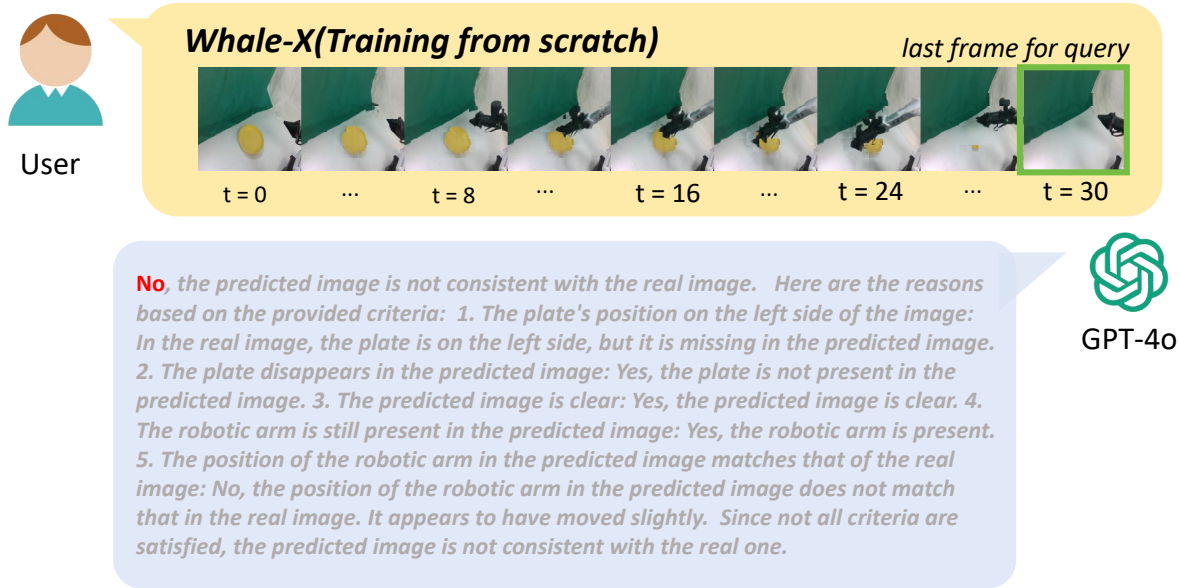 Whale-X(Training from scratch)
last frame for query
User
t = 0 ... t = 8 ... t = 16 ... t = 24 ... t = 30
No, the predicted image is not consistent with the real image. Here are the reasons
based on the provided criteria: 1. The plate's position on the left side of the image:
In the real image, the plate is on the left side, but it is missing in the predicted image.
2. The plate disappears in the predicted image: Yes, the plate is not present in the
predicted image. 3. The predicted image is clear: Yes, the predicted image is clear. 4.
The robotic arm is still present in the predicted image: Yes, the robotic arm is present.
5. The position of the robotic arm in the predicted image matches that of the real
image: No, the position of the robotic arm in the predicted image does not match
that in the real image. It appears to have moved slightly. Since not all criteria are
satisfied, the predicted image is not consistent with the real one.
GPT-4o